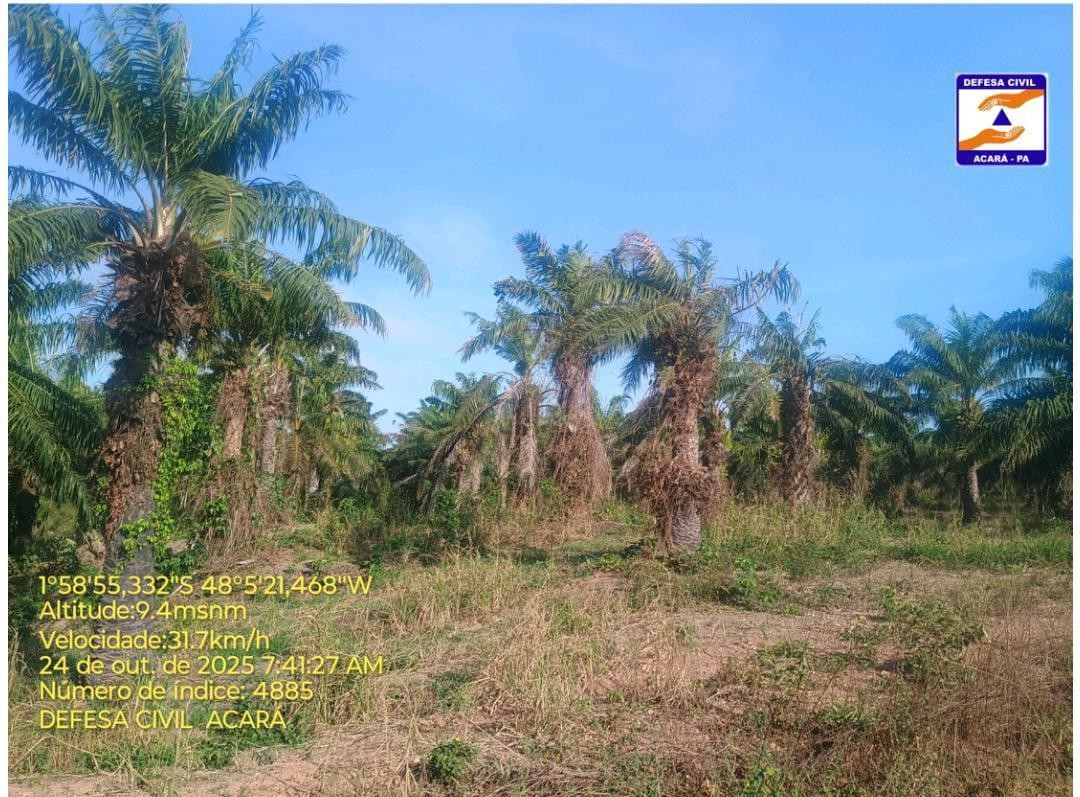 DEFESA CIVIL
ACARÁ - PA
1°58'55,332"S 48°5'21,468"W
Altitude:9.4msnm
Velocidade:31.7km/h
24 de out. de 2025 7:41:27 AM
Número de índice: 4885
DEFESA CIVIL ACARÁ